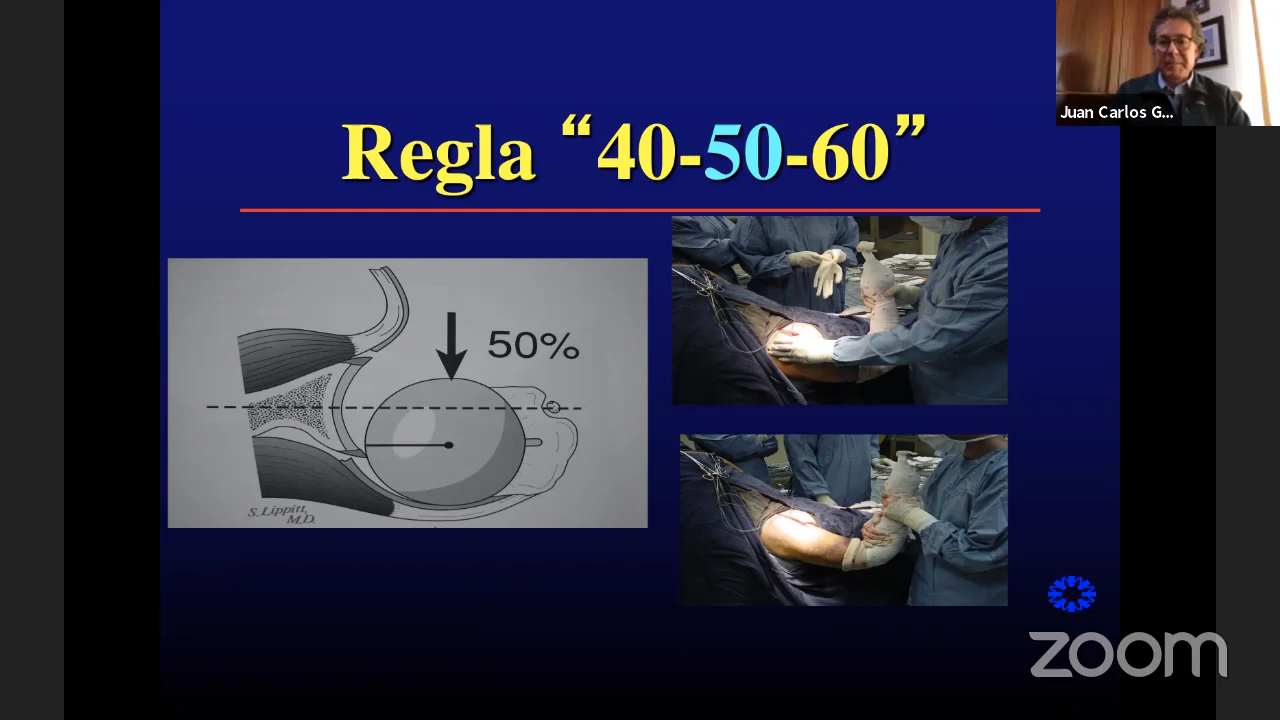 Regla “40-50-60”
50%
S. Lippitt,
M.D.
Juan Carlos G...
zoom